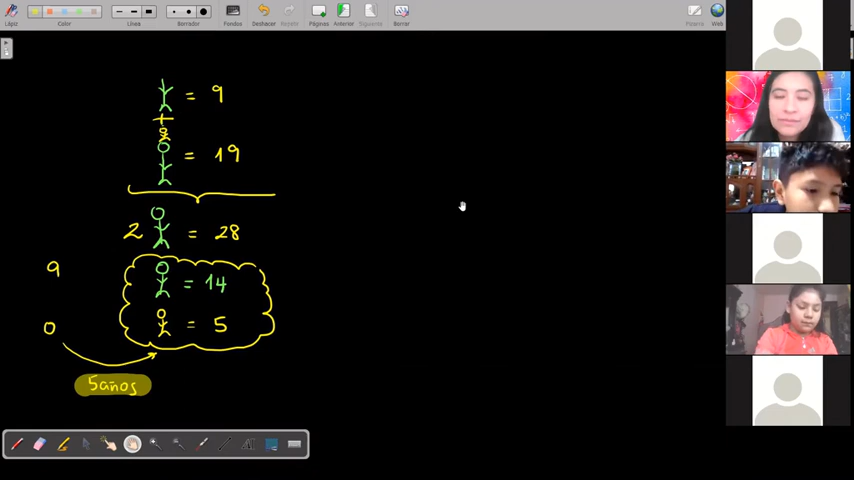 Lápiz Color Línea Borrador Fondos Deshacer Repetir Páginas Anterior Siguiente Borrar Pizarra Web
= 9
+
= 19
2 = 28
9
= 14
0
= 5
5años